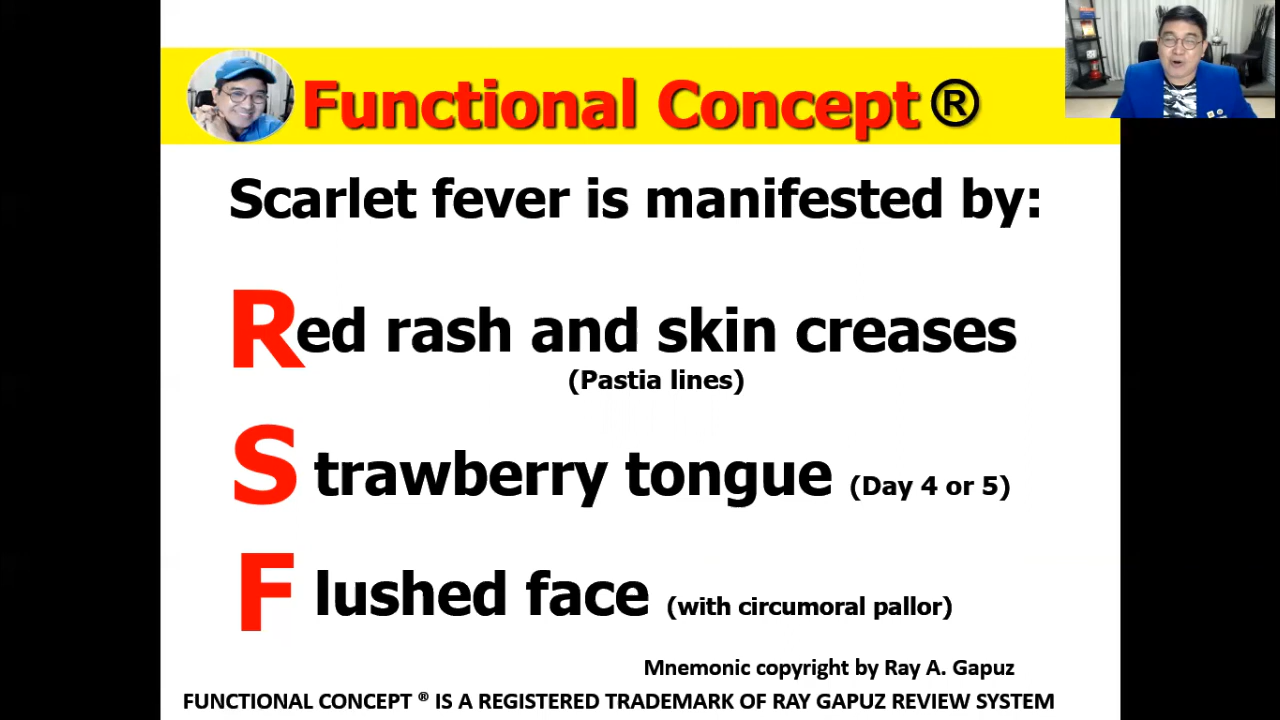 Functional Concept ®
Scarlet fever is manifested by:
Red rash and skin creases
(Pastia lines)
Strawberry tongue (Day 4 or 5)
Flushed face (with circumoral pallor)
Mnemonic copyright by Ray A. Gapuz
FUNCTIONAL CONCEPT ® IS A REGISTERED TRADEMARK OF RAY GAPUZ REVIEW SYSTEM